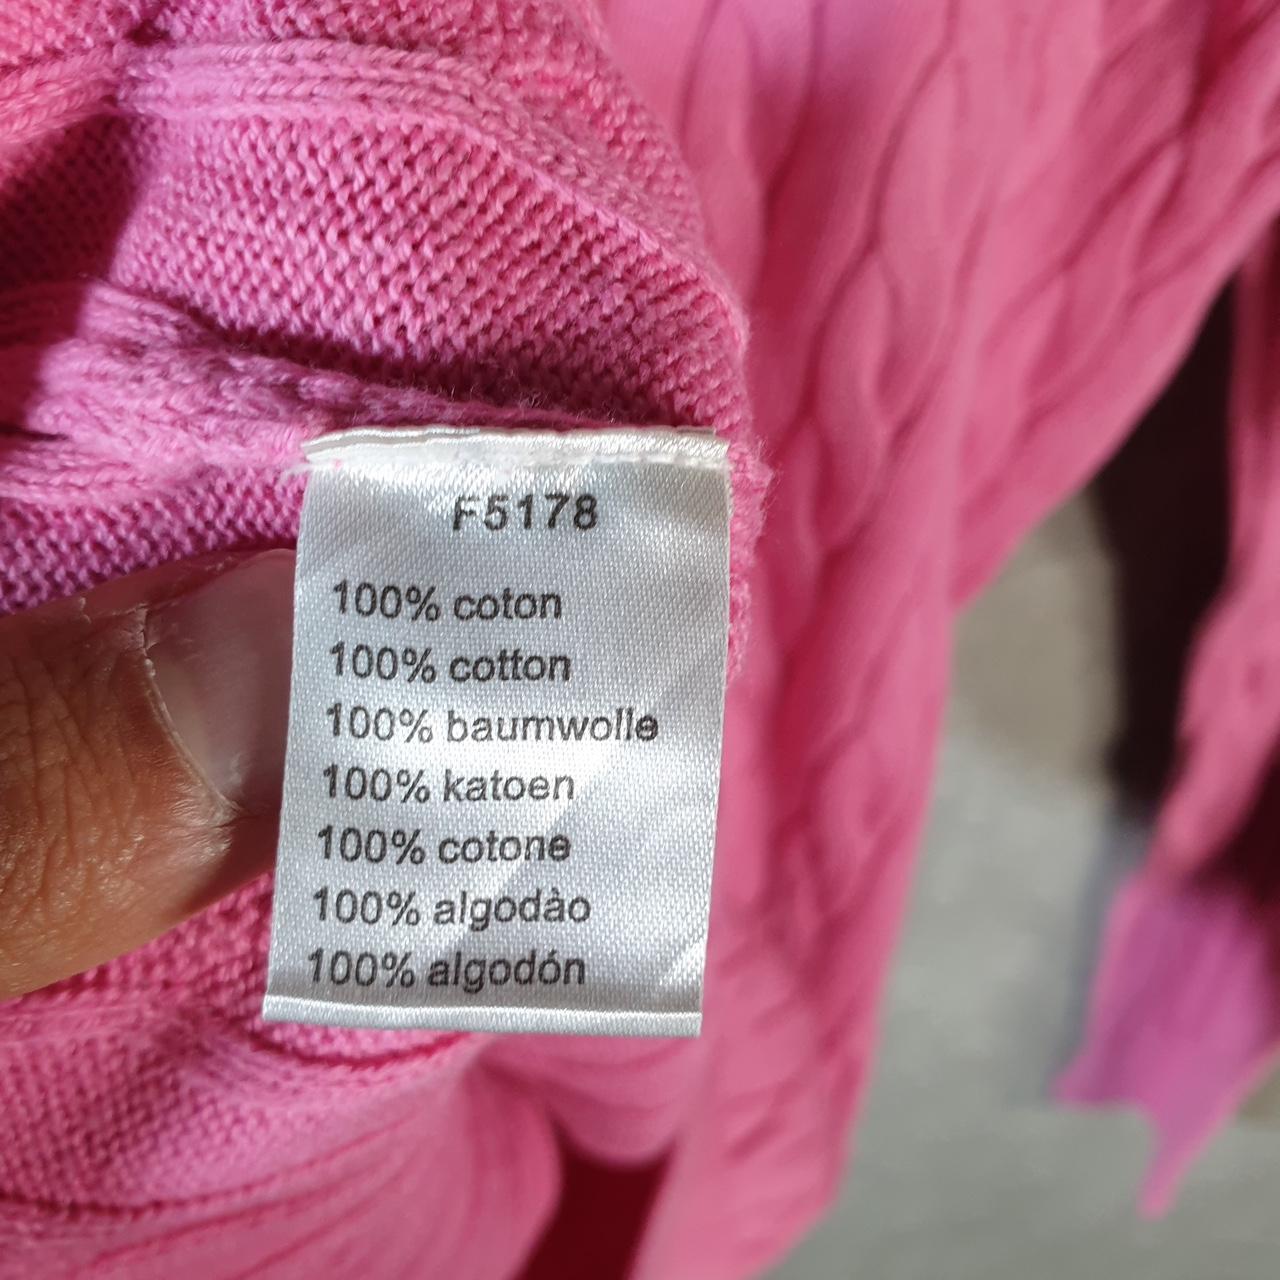 F5178
100% coton
100% cotton
100% baumwolle
100% katoen
100% cotone
100% algodào
100% algodón